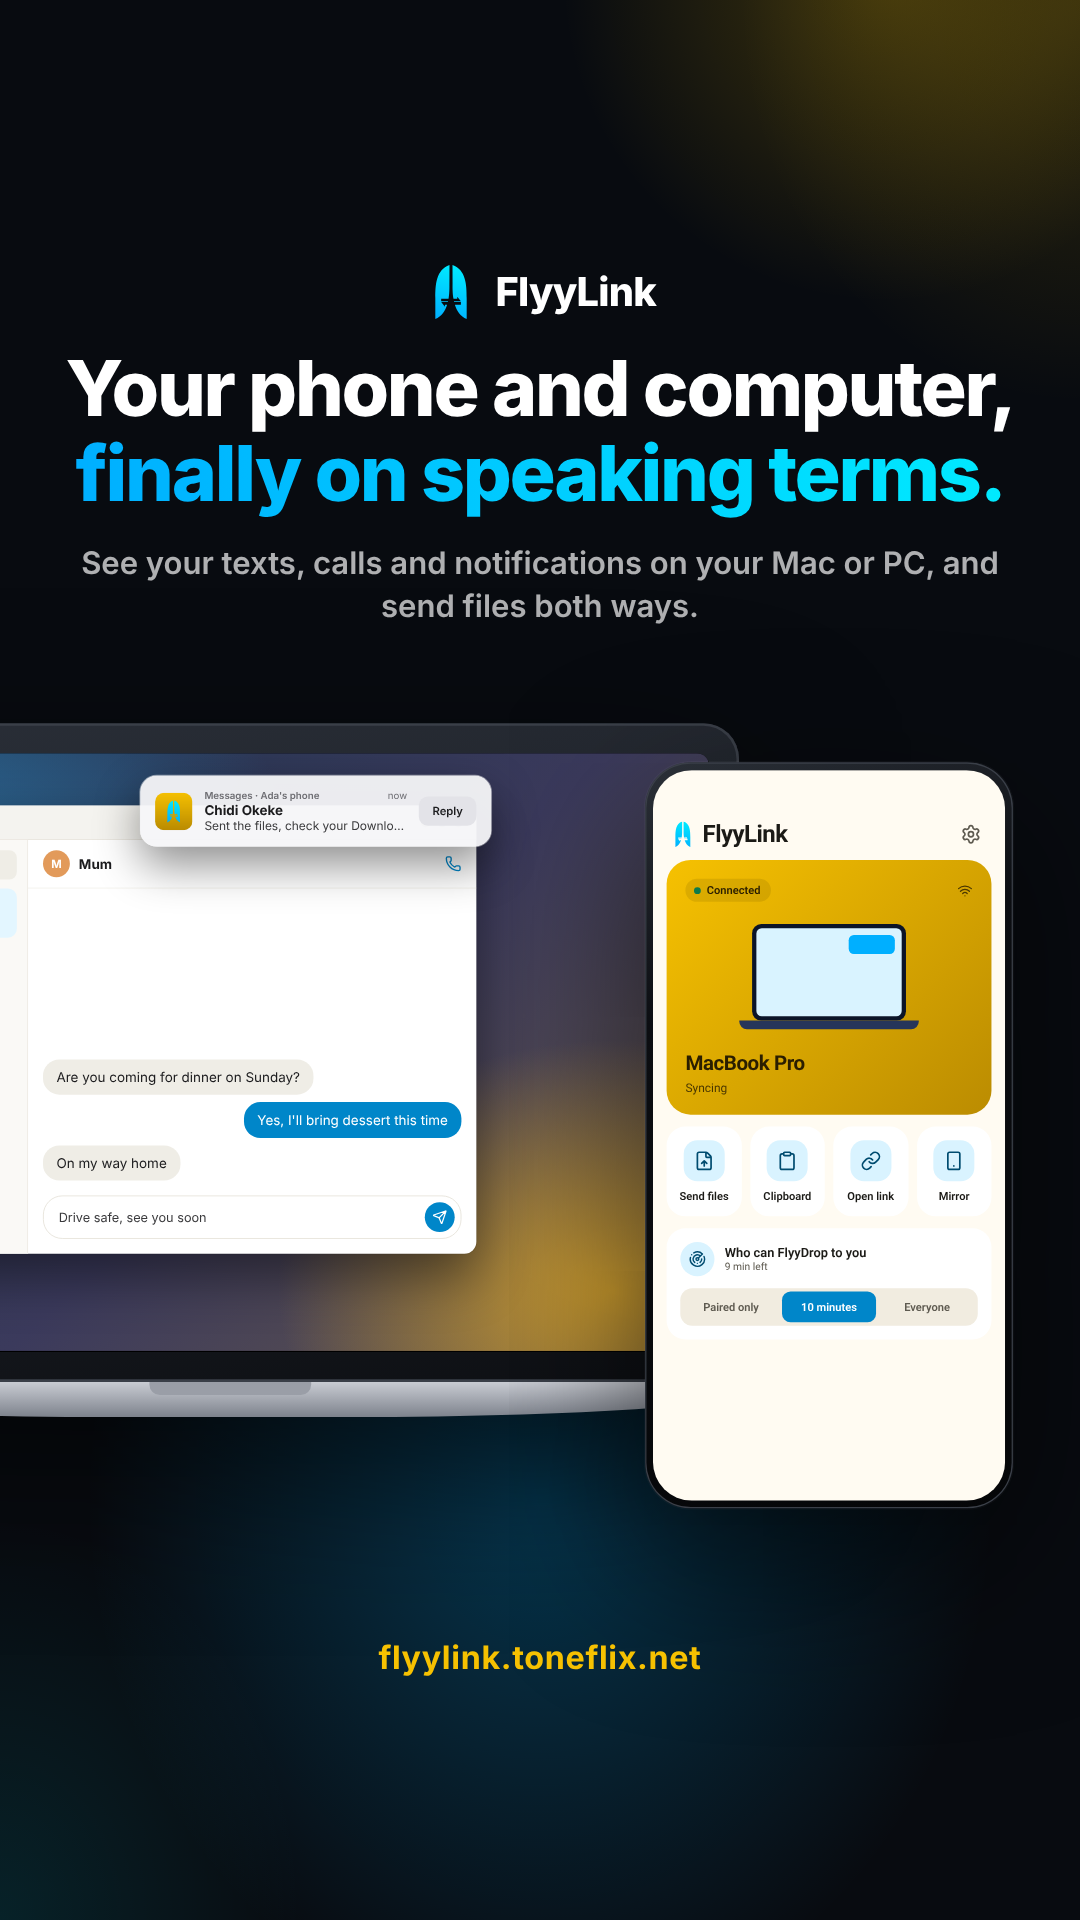 FlyyLink
Your phone and computer,
finally on speaking terms.
See your texts, calls and notifications on your Mac or PC, and
send files both ways.
Messages · Ada's phone now
Chidi Okeke
Sent the files, check your Downlo...
Reply
M Mum
Are you coming for dinner on Sunday?
Yes, I'll bring dessert this time
On my way home
Drive safe, see you soon
FlyyLink
Connected
MacBook Pro
Syncing
Send files Clipboard Open link Mirror
Who can FlyyDrop to you
9 min left
Paired only 10 minutes Everyone
flyylink.toneflix.net